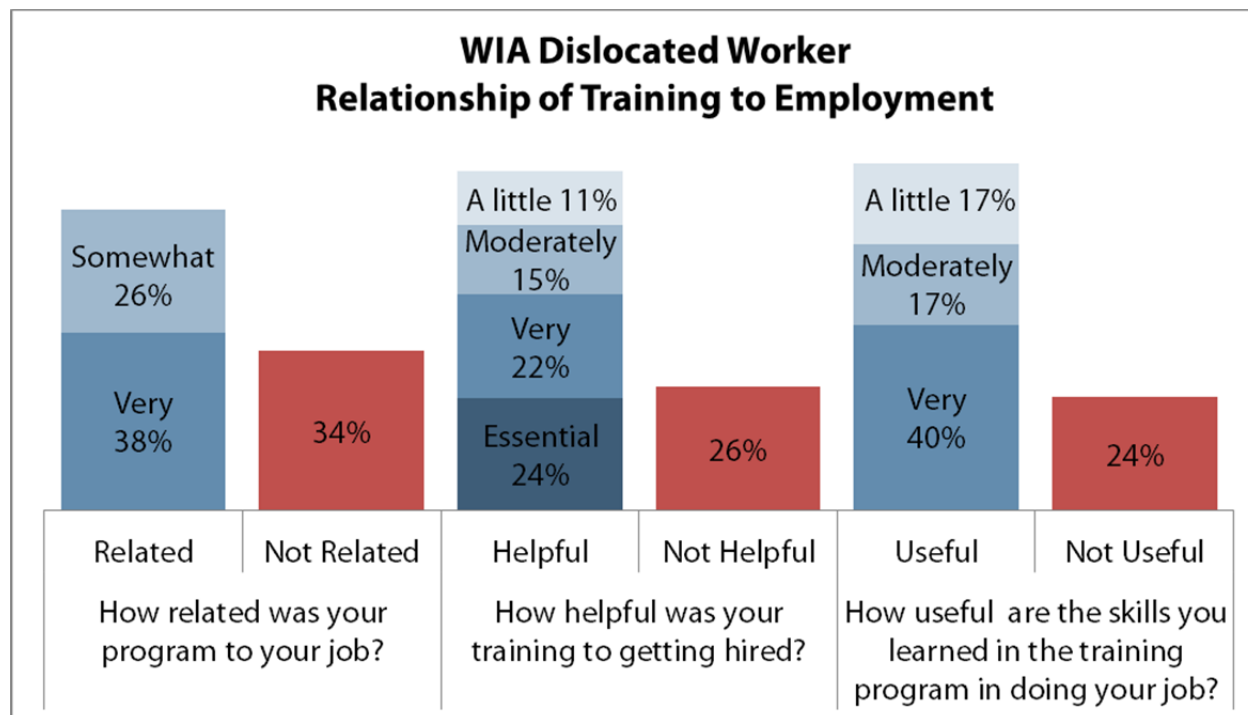 WIA Dislocated Worker
Relationship of Training to Employment
Somewhat
26%
Very
38%
34%
A little 11%
Moderately
15%
Very
22%
Essential
24%
26%
A little 17%
Moderately
17%
Very
40%
24%
Related
Not Related
Helpful
Not Helpful
Useful
Not Useful
How related was your
program to your job?
How helpful was your
training to getting hired?
How useful are the skills you
learned in the training
program in doing your job?